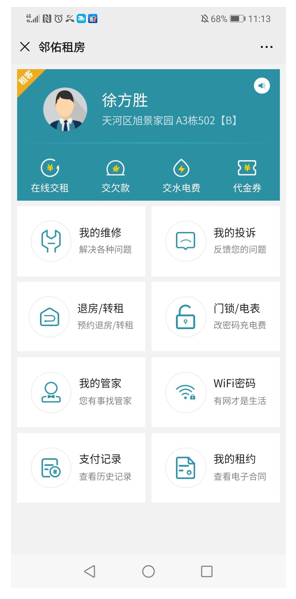 68% 11:13
邻佑租房
租客
徐方胜
天河区旭景家园 A3栋502【B】
在线交租 交欠款 交水电费 代金券
我的维修 我的投诉
解决各种问题 反馈您的问题
退房/转租 门锁/电表
预约退房/转租 改密码充电费
我的管家 WiFi密码
您有事找管家 有网才是生活
支付记录 我的租约
查看历史记录 查看电子合同